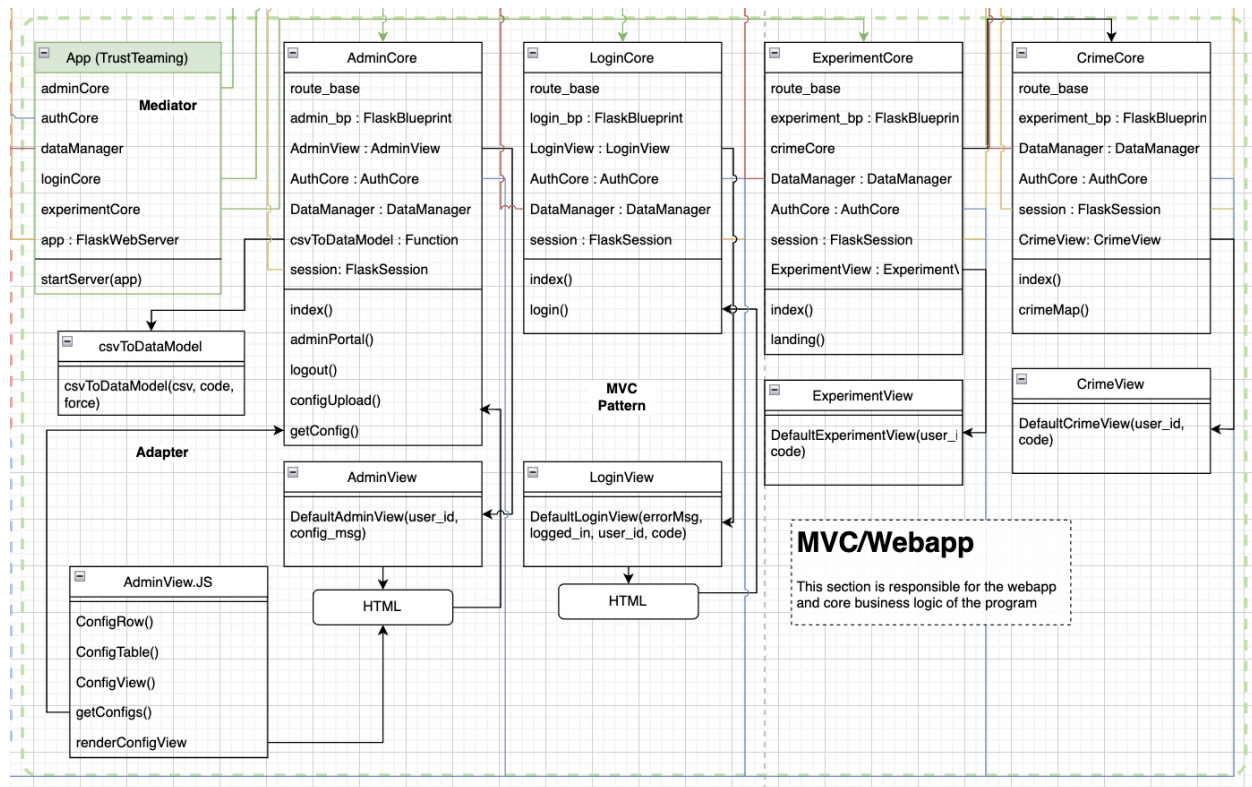 App (TrustTeaming)
adminCore
Mediator
authCore
dataManager
loginCore
experimentCore
app : FlaskWebServer
startServer(app)
csvToDataModel
csvToDataModel(csv, code,
force)
Adapter
AdminView.JS
ConfigRow()
ConfigTable()
ConfigView()
getConfigs()
renderConfigView
AdminCore
route_base
admin_bp : FlaskBlueprint
AdminView : AdminView
AuthCore : AuthCore
DataManager : DataManager
csvToDataModel : Function
session: FlaskSession
index()
adminPortal()
logout()
configUpload()
getConfig()
AdminView
DefaultAdminView(user_id,
config_msg)
HTML
LoginCore
route_base
login_bp : FlaskBlueprint
LoginView : LoginView
AuthCore : AuthCore
DataManager : DataManager
session : FlaskSession
index()
login()
MVC
Pattern
LoginView
DefaultLoginView(errorMsg,
logged_in, user_id, code)
HTML
ExperimentCore
route_base
experiment_bp : FlaskBlueprin
crimeCore
DataManager : DataManager
AuthCore : AuthCore
session : FlaskSession
ExperimentView : Experiment\
index()
landing()
ExperimentView
DefaultExperimentView(user_i
code)
CrimeCore
route_base
experiment_bp : FlaskBlueprin
DataManager : DataManager
AuthCore : AuthCore
session : FlaskSession
CrimeView: CrimeView
index()
crimeMap()
CrimeView
DefaultCrimeView(user_id,
code)
MVC/Webapp
This section is responsible for the webapp
and core business logic of the program